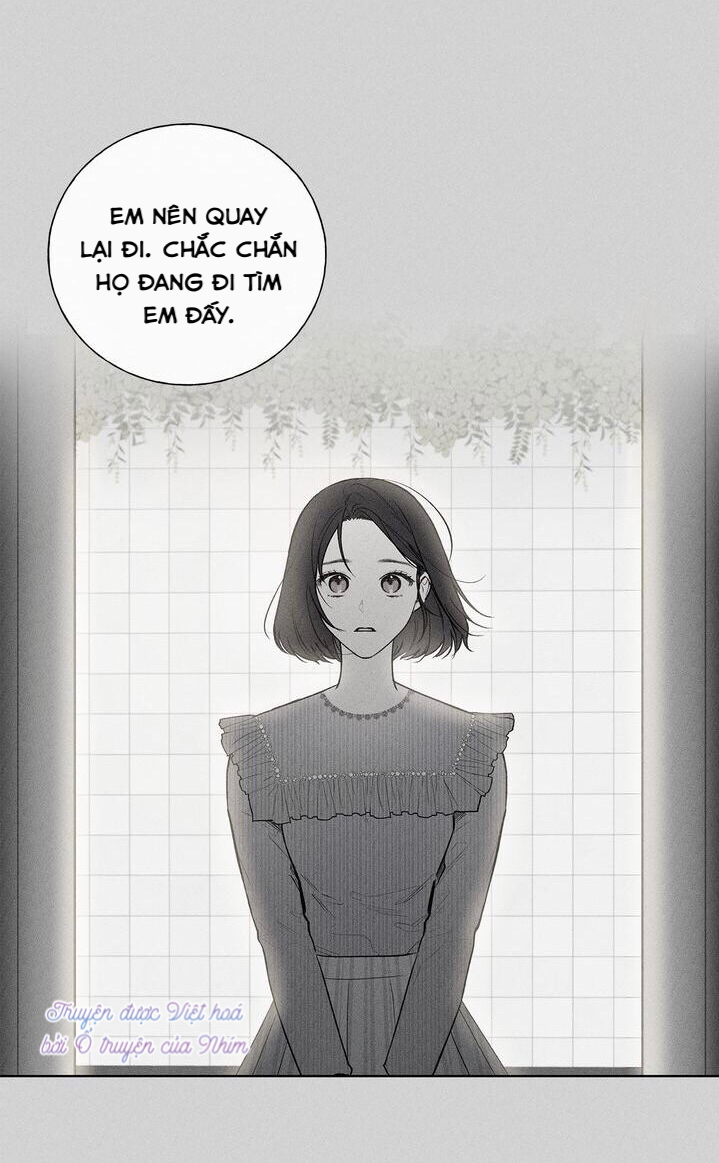 EM NÊN QUAY
LẠI ĐI. CHẮC CHẮN
HỌ ĐANG ĐI TÌM
EM ĐẤY.
Truyện được Việt hoá
bởi Ổ truyện của Nhím